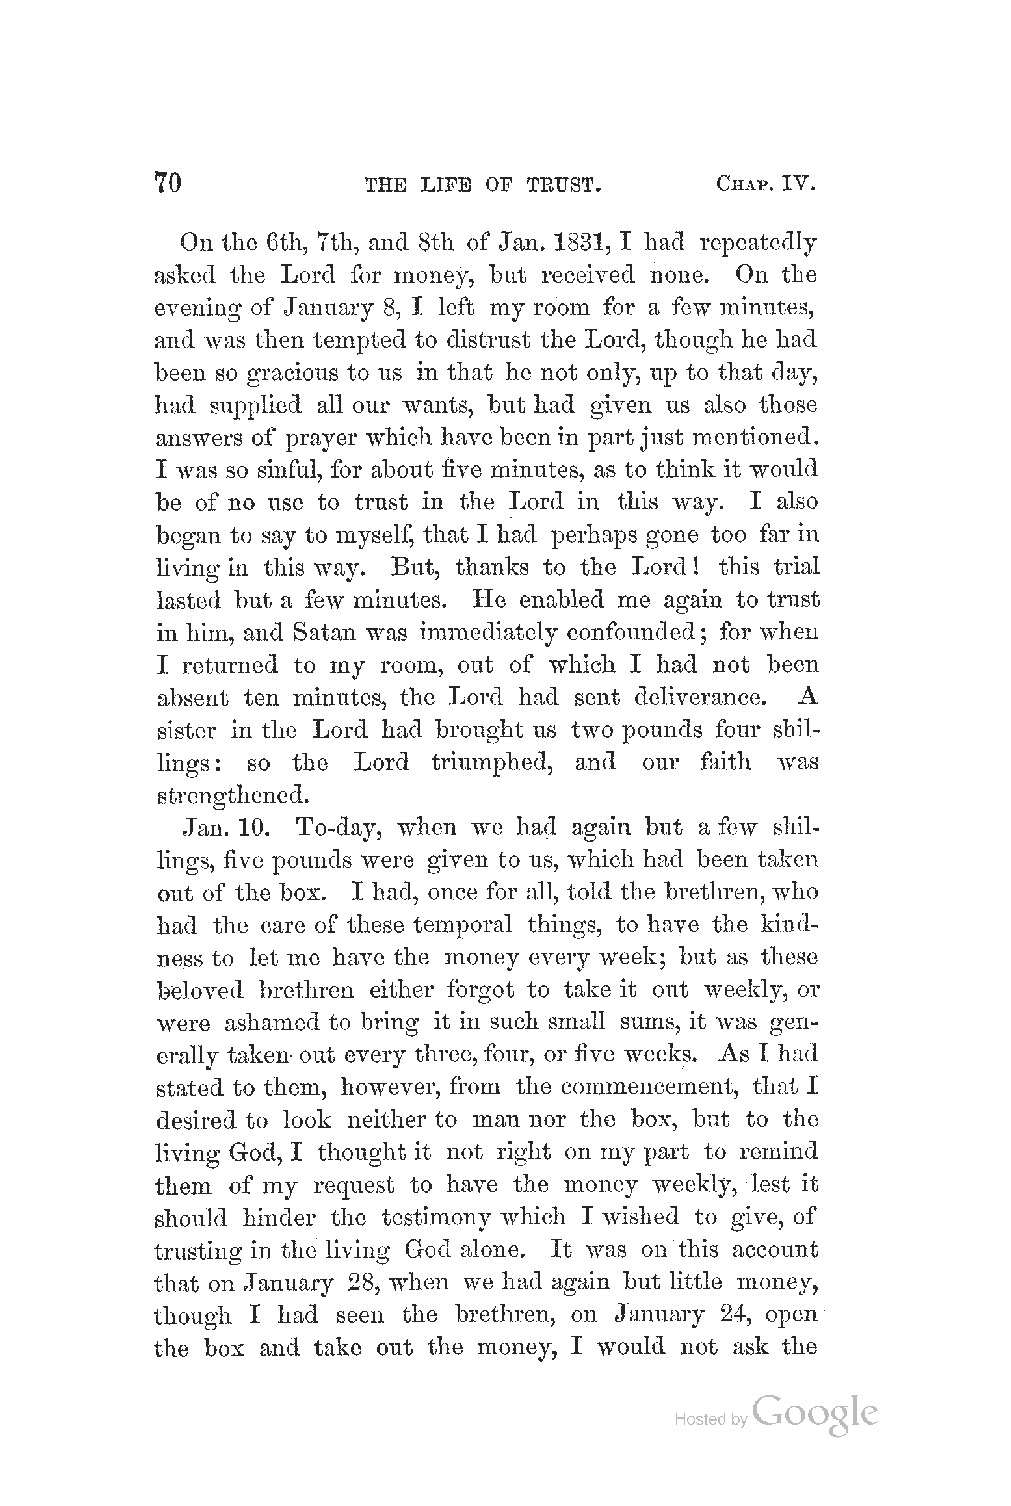 70 THE LIFE OF TRUST. CHAP. IV.
On the 6th, 7th, and 8th of Jan. 1831, I had repeatedly
asked the Lord for money, but received none. On the
evening of January 8, I left my room for a few minutes,
and was then tempted to distrust the Lord, though he had
been so gracious to us in that he not only, up to that day,
had supplied all our wants, but had given us also those
answers of prayer which have been in part just mentioned.
I was so sinful, for about five minutes, as to think it would
be of no use to trust in the Lord in this way. I also
began to say to myself, that I had perhaps gone too far in
living in this way. But, thanks to the Lord! this trial
lasted but a few minutes. He enabled me again to trust
in him, and Satan was immediately confounded; for when
I returned to my room, out of which I had not been
absent ten minutes, the Lord had sent deliverance. A
sister in the Lord had brought us two pounds four shil-
lings: so the Lord triumphed, and our faith was
strengthened.
Jan. 10. To-day, when we had again but a few shil-
lings, five pounds were given to us, which had been taken
out of the box. I had, once for all, told the brethren, who
had the care of these temporal things, to have the kind-
ness to let me have the money every week; but as these
beloved brethren either forgot to take it out weekly, or
were ashamed to bring it in such small sums, it was gen-
erally taken out every three, four, or five weeks. As I had
stated to them, however, from the commencement, that I
desired to look neither to man nor the box, but to the
living God, I thought it not right on my part to remind
them of my request to have the money weekly, lest it
should hinder the testimony which I wished to give, of
trusting in the living God alone. It was on this account
that on January 28, when we had again but little money,
though I had seen the brethren, on January 24, open
the box and take out the money, I would not ask the
Hosted by Google